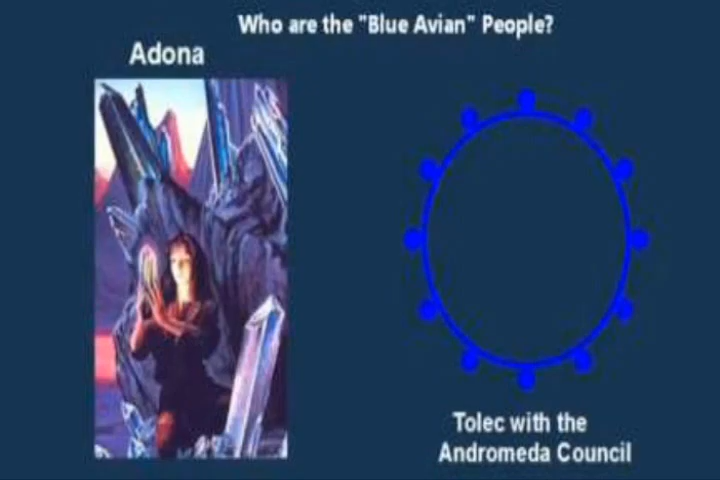 Who are the "Blue Avian" People?
Adona
Tolec with the
Andromeda Council